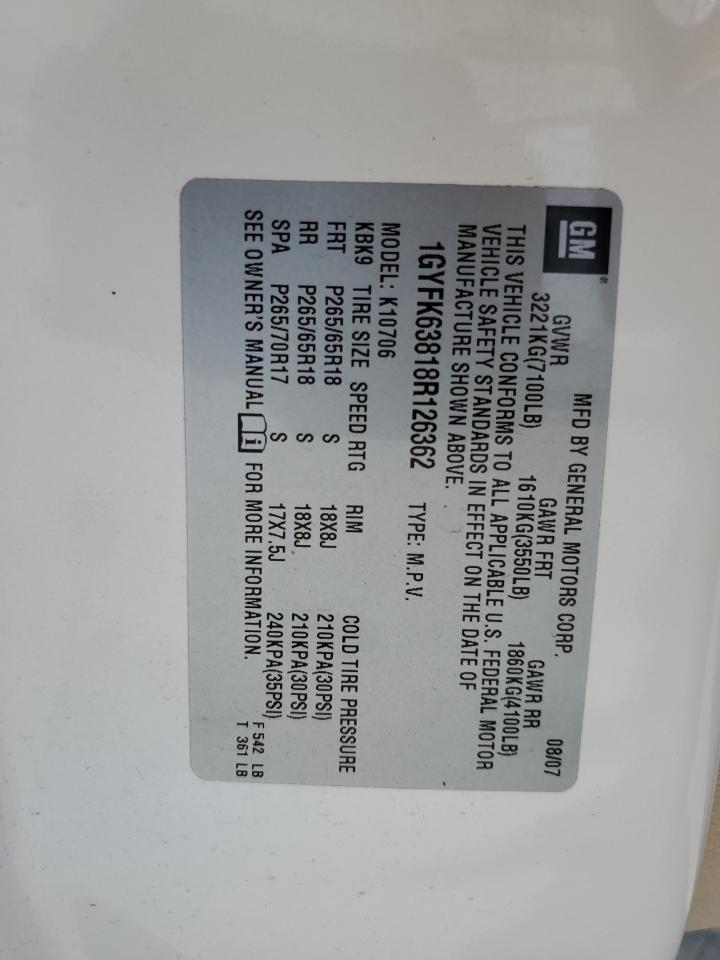 GM® MFD BY GENERAL MOTORS CORP. 08/07
GVWR GAWR FRT GAWR RR
3221KG(7100LB) 1610KG(3550LB) 1860KG(4100LB)
THIS VEHICLE CONFORMS TO ALL APPLICABLE U.S. FEDERAL MOTOR
VEHICLE SAFETY STANDARDS IN EFFECT ON THE DATE OF
MANUFACTURE SHOWN ABOVE.
1GYFK63818R126362 TYPE: M.P.V.
MODEL: K10706
KBK9 TIRE SIZE SPEED RTG RIM COLD TIRE PRESSURE
FRT P265/65R18 S 18X8J 210KPA(30PSI)
RR P265/65R18 S 18X8J 210KPA(30PSI)
SPA P265/70R17 S 17X7.5J 240KPA(35PSI)
SEE OWNER'S MANUAL i FOR MORE INFORMATION.
F 542 LB
T 361 LB